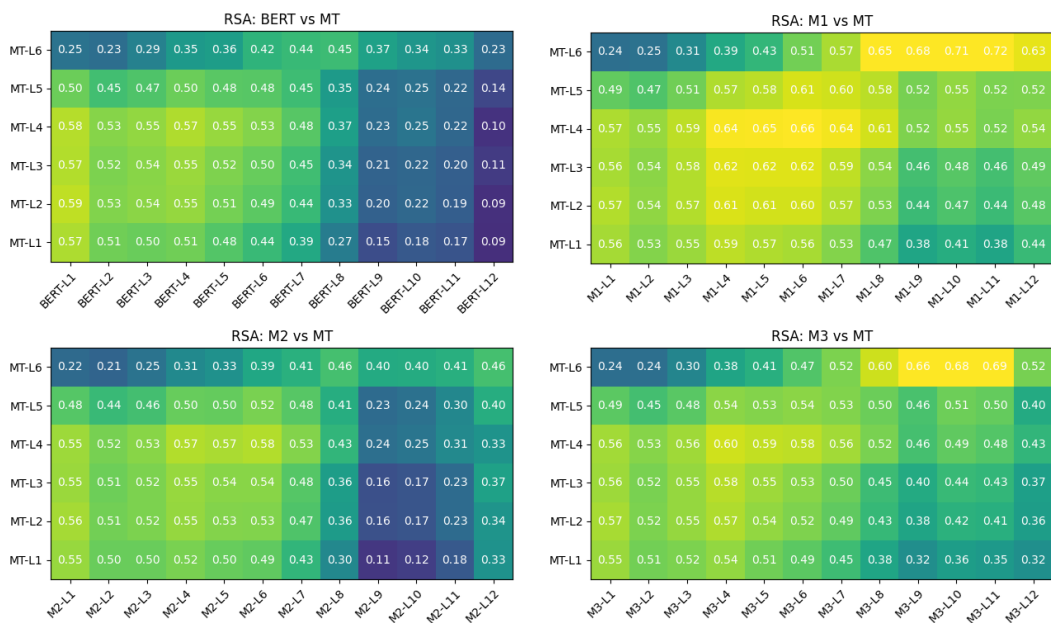 RSA: BERT vs MT
MT-L6 0.25 0.23 0.29 0.35 0.36 0.42 0.44 0.45 0.37 0.34 0.33 0.23
MT-L5 0.50 0.45 0.47 0.50 0.48 0.48 0.45 0.35 0.24 0.25 0.22 0.14
MT-L4 0.58 0.53 0.55 0.57 0.55 0.53 0.48 0.37 0.23 0.25 0.22 0.10
MT-L3 0.57 0.52 0.54 0.55 0.52 0.50 0.45 0.34 0.21 0.22 0.20 0.11
MT-L2 0.59 0.53 0.54 0.55 0.51 0.49 0.44 0.33 0.20 0.22 0.19 0.09
MT-L1 0.57 0.51 0.50 0.51 0.48 0.44 0.39 0.27 0.15 0.18 0.17 0.09
BERT-L1 BERT-L2 BERT-L3 BERT-L4 BERT-L5 BERT-L6 BERT-L7 BERT-L8 BERT-L9 BERT-L10 BERT-L11 BERT-L12
RSA: M1 vs MT
MT-L6 0.24 0.25 0.31 0.39 0.43 0.51 0.57 0.65 0.68 0.71 0.72 0.63
MT-L5 0.49 0.47 0.51 0.57 0.58 0.61 0.60 0.58 0.52 0.55 0.52 0.52
MT-L4 0.57 0.55 0.59 0.64 0.65 0.66 0.64 0.61 0.52 0.55 0.52 0.54
MT-L3 0.56 0.54 0.58 0.62 0.62 0.62 0.59 0.54 0.46 0.48 0.46 0.49
MT-L2 0.57 0.54 0.57 0.61 0.61 0.60 0.57 0.53 0.44 0.47 0.44 0.48
MT-L1 0.56 0.53 0.55 0.59 0.57 0.56 0.53 0.47 0.38 0.41 0.38 0.44
M1-L1 M1-L2 M1-L3 M1-L4 M1-L5 M1-L6 M1-L7 M1-L8 M1-L9 M1-L10 M1-L11 M1-L12
RSA: M2 vs MT
MT-L6 0.22 0.21 0.25 0.31 0.33 0.39 0.41 0.46 0.40 0.40 0.41 0.46
MT-L5 0.48 0.44 0.46 0.50 0.50 0.52 0.48 0.41 0.23 0.24 0.30 0.40
MT-L4 0.55 0.52 0.53 0.57 0.57 0.58 0.53 0.43 0.24 0.25 0.31 0.33
MT-L3 0.55 0.51 0.52 0.55 0.54 0.54 0.48 0.36 0.16 0.17 0.23 0.37
MT-L2 0.56 0.51 0.52 0.55 0.53 0.53 0.47 0.36 0.16 0.17 0.23 0.34
MT-L1 0.55 0.50 0.50 0.52 0.50 0.49 0.43 0.30 0.11 0.12 0.18 0.33
M2-L1 M2-L2 M2-L3 M2-L4 M2-L5 M2-L6 M2-L7 M2-L8 M2-L9 M2-L10 M2-L11 M2-L12
RSA: M3 vs MT
MT-L6 0.24 0.24 0.30 0.38 0.41 0.47 0.52 0.60 0.66 0.68 0.69 0.52
MT-L5 0.49 0.45 0.48 0.54 0.53 0.54 0.53 0.50 0.46 0.51 0.50 0.40
MT-L4 0.56 0.53 0.56 0.60 0.59 0.58 0.56 0.52 0.46 0.49 0.48 0.43
MT-L3 0.56 0.52 0.55 0.58 0.55 0.53 0.50 0.45 0.40 0.44 0.43 0.37
MT-L2 0.57 0.52 0.55 0.57 0.54 0.52 0.49 0.43 0.38 0.42 0.41 0.36
MT-L1 0.55 0.51 0.52 0.54 0.51 0.49 0.45 0.38 0.32 0.36 0.35 0.32
M3-L1 M3-L2 M3-L3 M3-L4 M3-L5 M3-L6 M3-L7 M3-L8 M3-L9 M3-L10 M3-L11 M3-L12